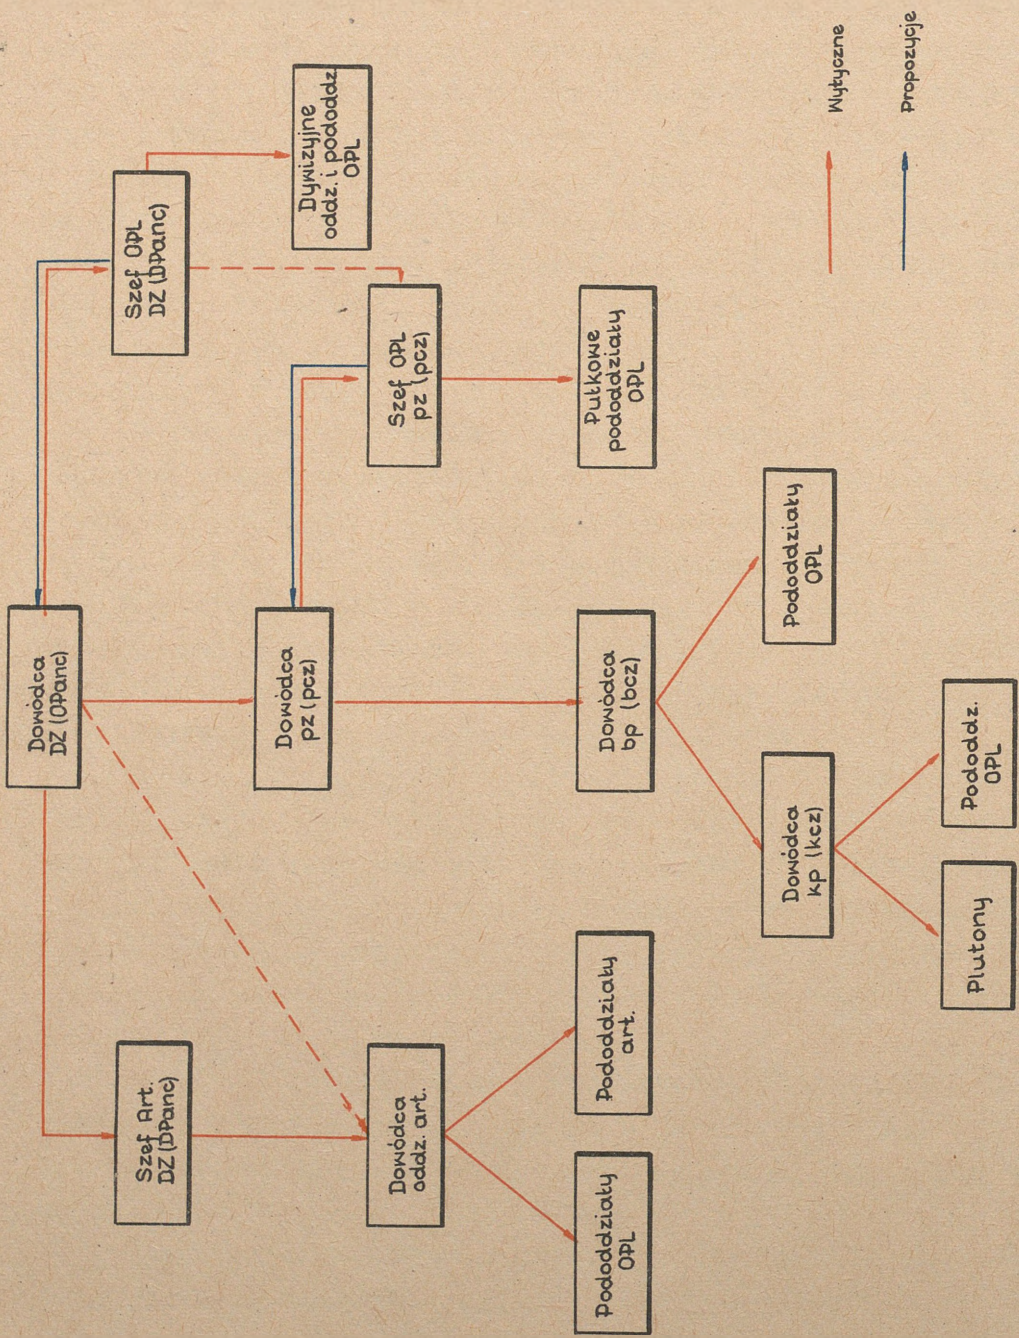 Dowódca
DZ (OPanc)
Szef OPL
DZ (DPanc)
Dywizyjne
oddz. i pododdz
OPL
Szef Art.
DZ (DPanc)
Dowódca
pz (pcz)
Szef OPL
pz (pcz)
Pułkowe
pododdziały
OPL
Dowódca
oddz. art.
Pododdziały
OPL
Pododdziały
art.
Dowódca
bp (bcz)
Pododdziały
OPL
Dowódca
kp (kcz)
Plutony
Pododdz.
OPL
Wytyczne
Propozycje